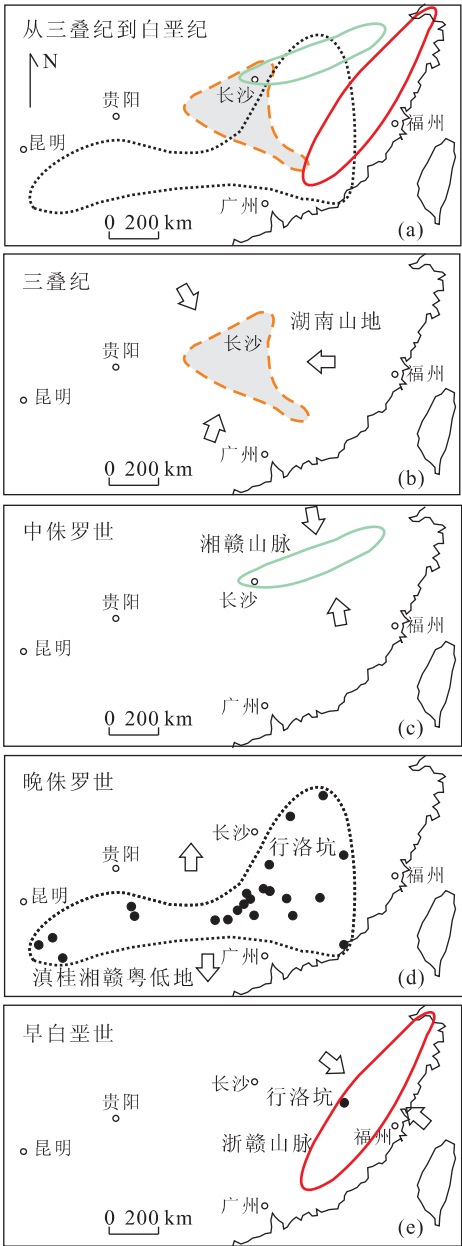 从三叠纪到白垩纪
N
贵阳
长沙
昆明
福州
广州
0 200 km
(a)
三叠纪
湖南山地
长沙
贵阳
福州
昆明
广州
0 200 km
(b)
中侏罗世
湘赣山脉
长沙
贵阳
福州
昆明
广州
0 200 km
(c)
晚侏罗世
长沙
行洛坑
贵阳
福州
昆明
广州
滇桂湘赣粤低地
(d)
早白垩世
长沙
行洛坑
贵阳
福州
浙赣山脉
昆明
广州
0 200 km
(e)